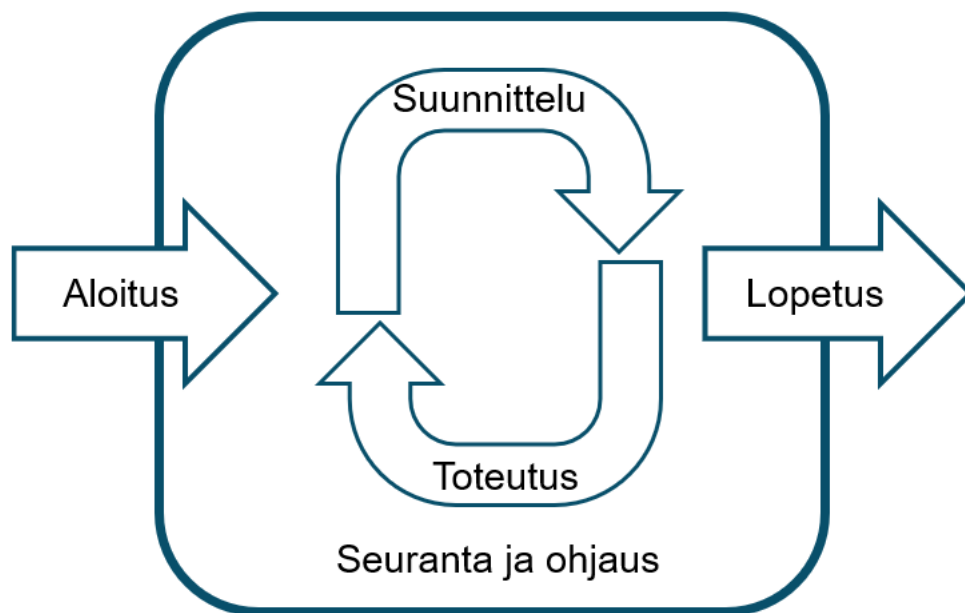 Suunnittelu
Aloitus
Lopetus
Toteutus
Seuranta ja ohjaus